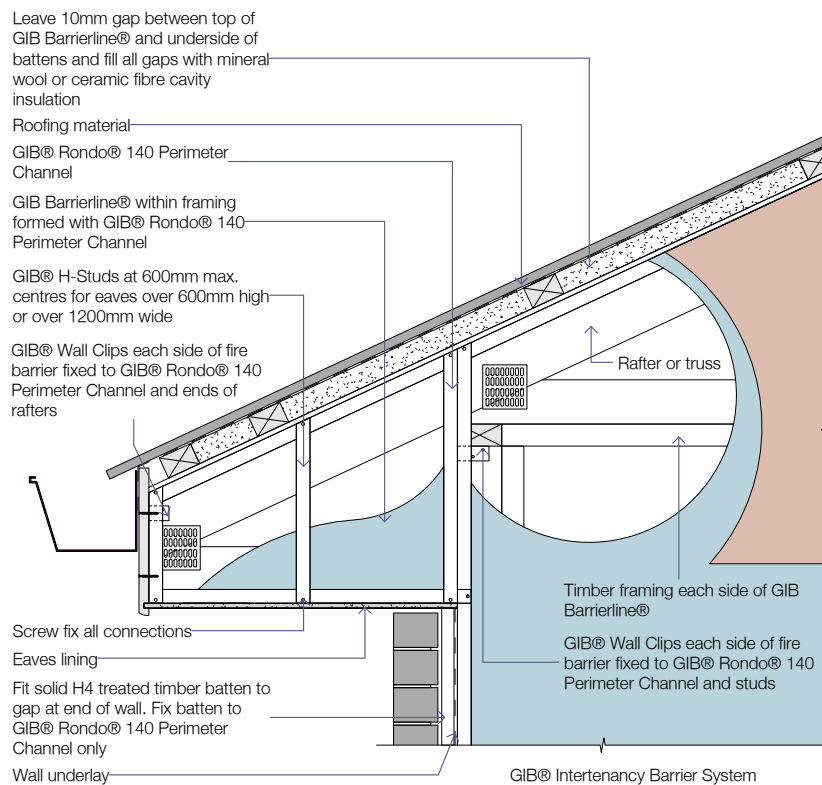 Leave 10mm gap between top of
GIB Barrierline® and underside of
battens and fill all gaps with mineral
wool or ceramic fibre cavity
insulation
Roofing material
GIB® Rondo® 140 Perimeter
Channel
GIB Barrierline® within framing
formed with GIB® Rondo® 140
Perimeter Channel
GIB® H-Studs at 600mm max.
centres for eaves over 600mm high
or over 1200mm wide
GIB® Wall Clips each side of fire
barrier fixed to GIB® Rondo® 140
Perimeter Channel and ends of
rafters
Rafter or truss
Timber framing each side of GIB
Barrierline®
Screw fix all connections
Eaves lining
GIB® Wall Clips each side of fire
barrier fixed to GIB® Rondo® 140
Perimeter Channel and studs
Fit solid H4 treated timber batten to
gap at end of wall. Fix batten to
GIB® Rondo® 140 Perimeter
Channel only
Wall underlay
GIB® Intertenancy Barrier System